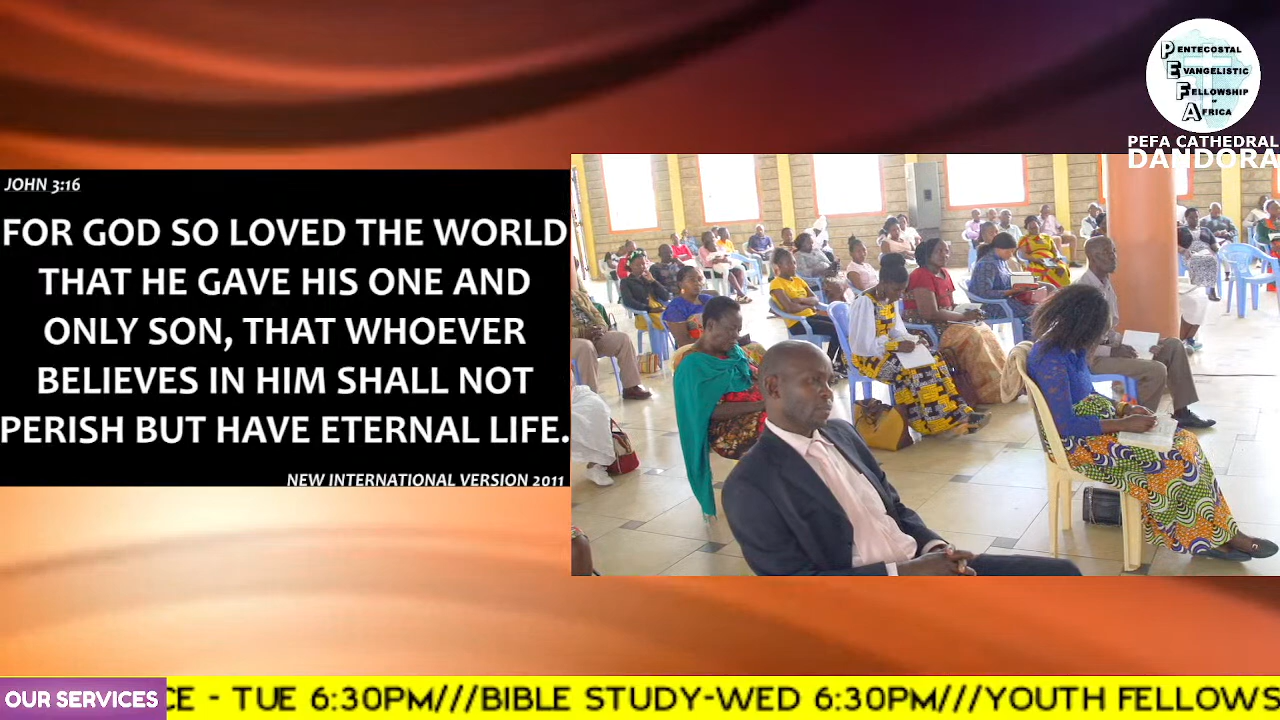 PENTECOSTAL
EVANGELISTIC
FELLOWSHIP
OF
AFRICA
PEFA CATHEDRAL
DANDORA
JOHN 3:16
FOR GOD SO LOVED THE WORLD
THAT HE GAVE HIS ONE AND
ONLY SON, THAT WHOEVER
BELIEVES IN HIM SHALL NOT
PERISH BUT HAVE ETERNAL LIFE.
NEW INTERNATIONAL VERSION 2011
OUR SERVICES
CE - TUE 6:30PM///BIBLE STUDY-WED 6:30PM///YOUTH FELLOWS